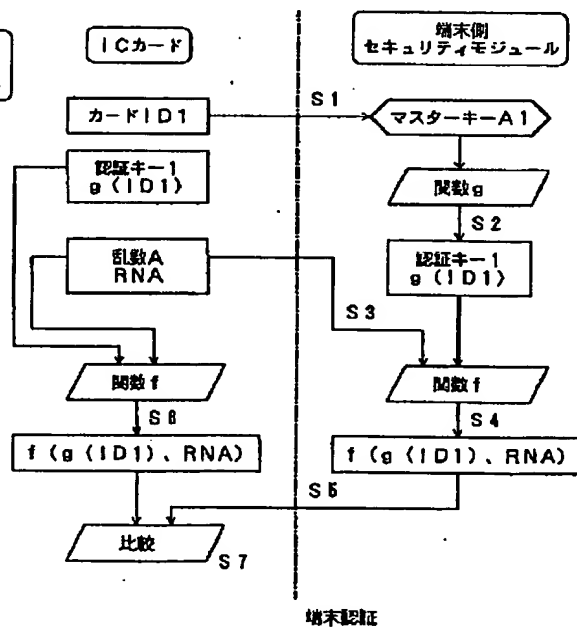 ICカード
端末側
セキュリティモジュール
カードID1
S1
マスターキーA1
認証キー1
g(ID1)
関数g
S2
乱数A
RNA
認証キー1
g(ID1)
S3
関数f
関数f
S6
S4
f(g(ID1)、RNA)
f(g(ID1)、RNA)
S5
比較
S7
端末認証